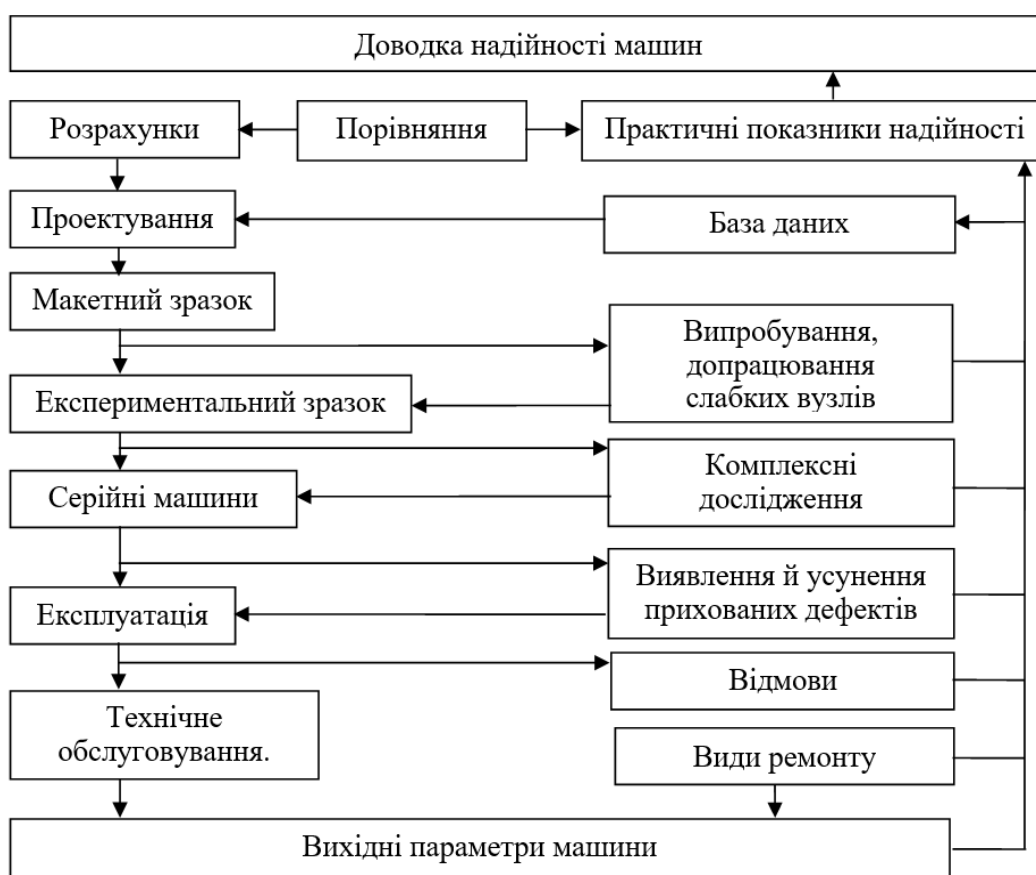 Доводка надійності машин
Розрахунки
Порівняння
Практичні показники надійності
Проектування
База даних
Макетний зразок
Випробування,
допрацювання
слабких вузлів
Експериментальний зразок
Комплексні
дослідження
Серійні машини
Виявлення й усунення
прихованих дефектів
Експлуатація
Відмови
Технічне
обслуговування.
Види ремонту
Вихідні параметри машини